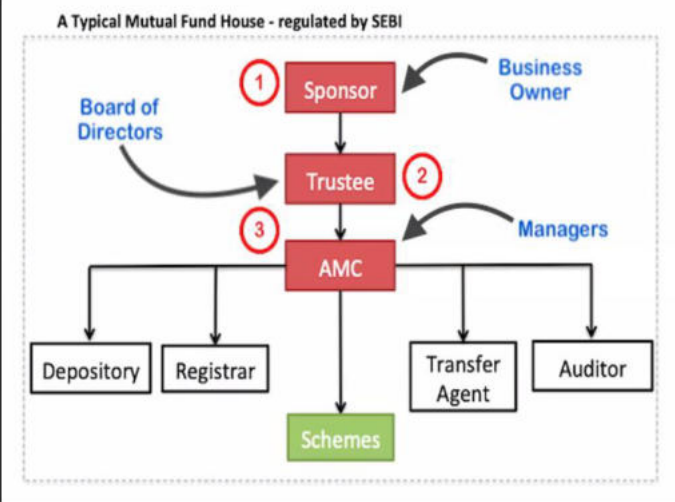 A Typical Mutual Fund House - regulated by SEBI
1
Sponsor
Business
Owner
Board of
Directors
Trustee
2
3
Managers
AMC
Depository
Registrar
Transfer
Agent
Auditor
Schemes